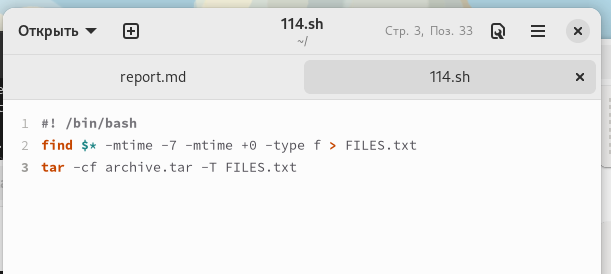 Открыть
114.sh
~/
Стр. 3, Поз. 33
report.md
114.sh
1 #! /bin/bash
2 find $* -mtime -7 -mtime +0 -type f > FILES.txt
3 tar -cf archive.tar -T FILES.txt